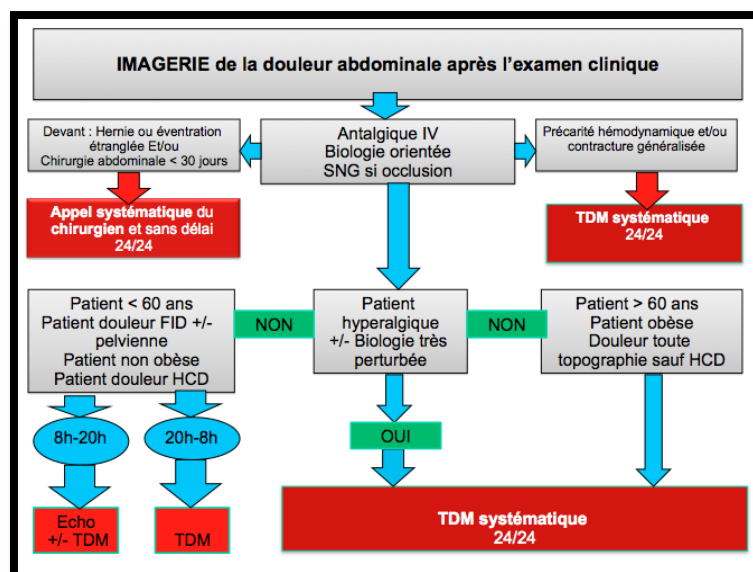 IMAGERIE de la douleur abdominale après l'examen clinique
Devant : Hernie ou éventration
étranglée Et/ou
Chirurgie abdominale < 30 jours
Antalgique IV
Biologie orientée
SNG si occlusion
Précarité hémodynamique et/ou
contracture généralisée
Appel systématique du
chirurgien et sans délai
24/24
TDM systématique
24/24
Patient < 60 ans
Patient douleur FID +/-
pelvienne
Patient non obèse
Patient douleur HCD
NON
Patient
hyperalgique
+/- Biologie très
perturbée
NON
Patient > 60 ans
Patient obèse
Douleur toute
topographie sauf HCD
8h-20h
20h-8h
OUI
Echo
+/- TDM
TDM
TDM systématique
24/24